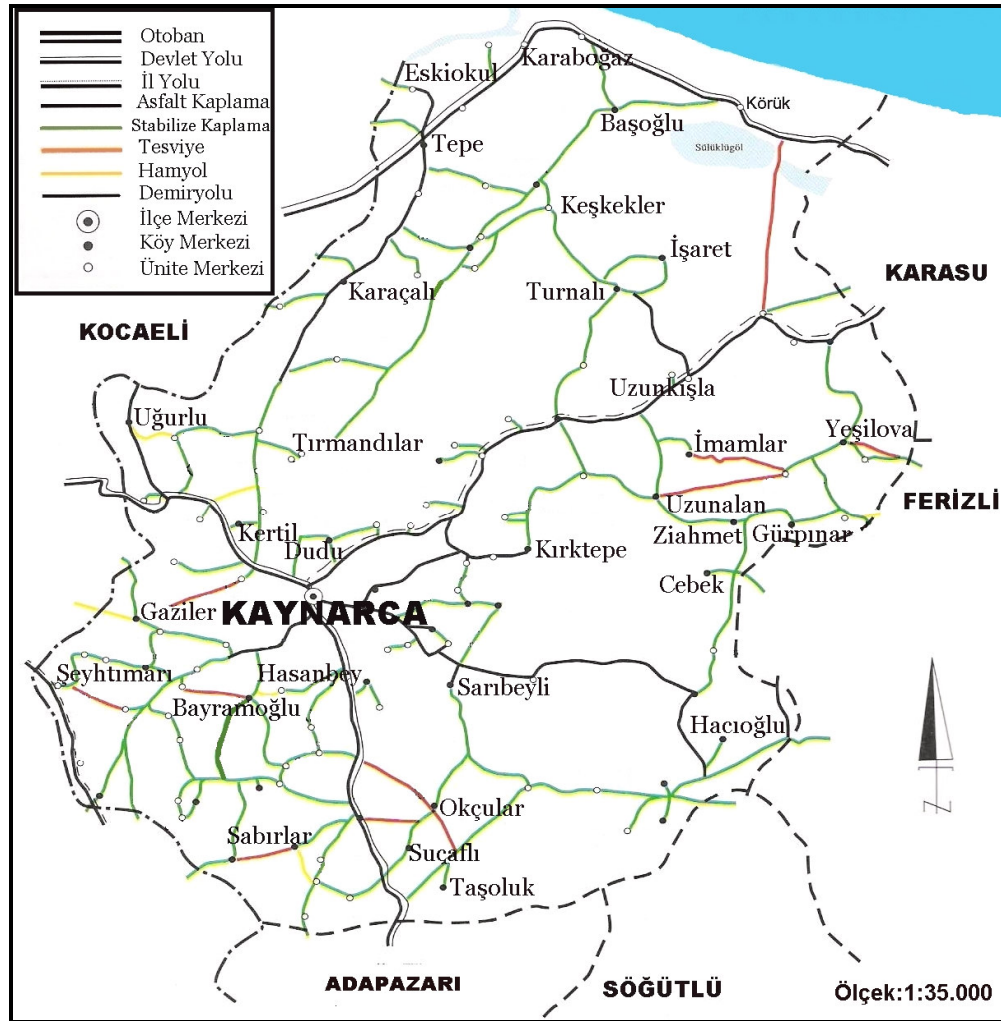 Otoban
Devlet Yolu
İl Yolu
Asfalt Kaplama
Stabilize Kaplama
Tesviye
Hamyol
Demiryolu
İlçe Merkezi
Köy Merkezi
Ünite Merkezi
Karaboğaz
Eskiokul
Körük
Başoğlu
Tepe
Sülüklügöl
Keşkekler
İşaret
KARASU
Karaçalı
Turnalı
KOCAELİ
Uzunkışla
Uğurlu
Tırmandılar
İmamlar
Yeşilova
FERİZLİ
Uzunalan
Kertil
Ziahmet
Gürpınar
Dudu
Kırktepe
Cebek
Gaziler
KAYNARCA
Seyhtımarı
Hasanbey
Sarıbeyli
Bayramoğlu
Hacıoğlu
N
Okçular
Sabırlar
Suçaflı
Taşoluk
ADAPAZARI
SÖĞÜTLÜ
Ölçek:1:35.000